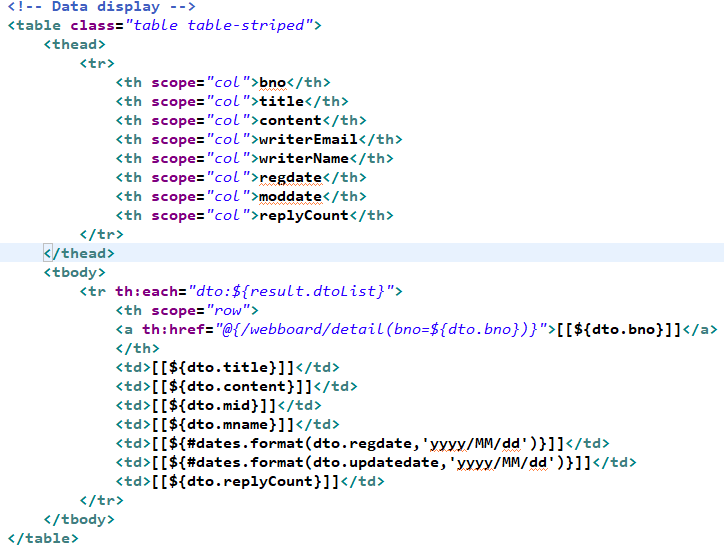 <!-- Data display -->
<table class="table table-striped">
    <thead>
        <tr>
            <th scope="col">bno</th>
            <th scope="col">title</th>
            <th scope="col">content</th>
            <th scope="col">writerEmail</th>
            <th scope="col">writerName</th>
            <th scope="col">regdate</th>
            <th scope="col">moddate</th>
            <th scope="col">replyCount</th>
        </tr>
    </thead>
    <tbody>
        <tr th:each="dto:${result.dtoList}">
            <th scope="row">
            <a th:href="@{/webboard/detail(bno=${dto.bno})}">[[${dto.bno}]]</a>
            </th>
            <td>[[${dto.title}]]</td>
            <td>[[${dto.content}]]</td>
            <td>[[${dto.mid}]]</td>
            <td>[[${dto.mname}]]</td>
            <td>[[${#dates.format(dto.regdate,'yyyy/MM/dd')}]]</td>
            <td>[[${#dates.format(dto.updatedate,'yyyy/MM/dd')}]]</td>
            <td>[[${dto.replyCount}]]</td>
        </tr>
    </tbody>
</table>